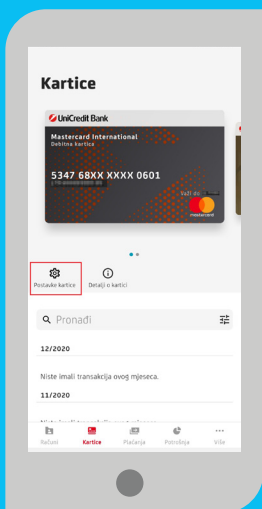 Kartice
UniCredit Bank
Mastercard International
Debitna kartica
5347 68XX XXXX 0601
mastercard
Postavke kartice
Detalji o kartici
Pronađi
12/2020
Niste imali transakcija ovog mjeseca.
11/2020
Računi
Kartice
Plaćanja
Potrošnja
Više